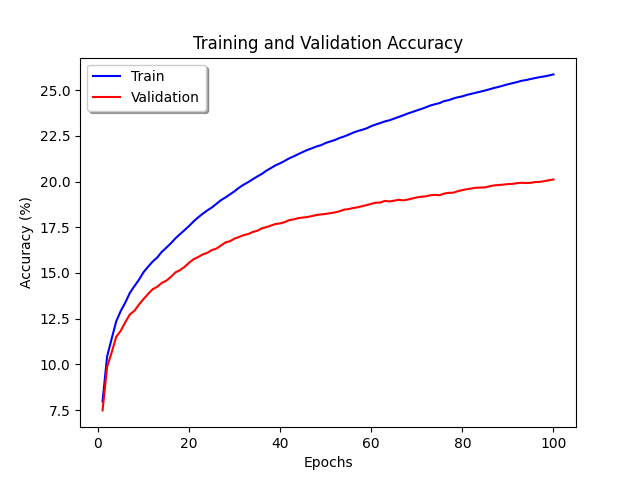 Training and Validation Accuracy
Train
Validation
25.0
22.5
20.0
17.5
15.0
12.5
10.0
7.5
Accuracy (%)
0 20 40 60 80 100
Epochs